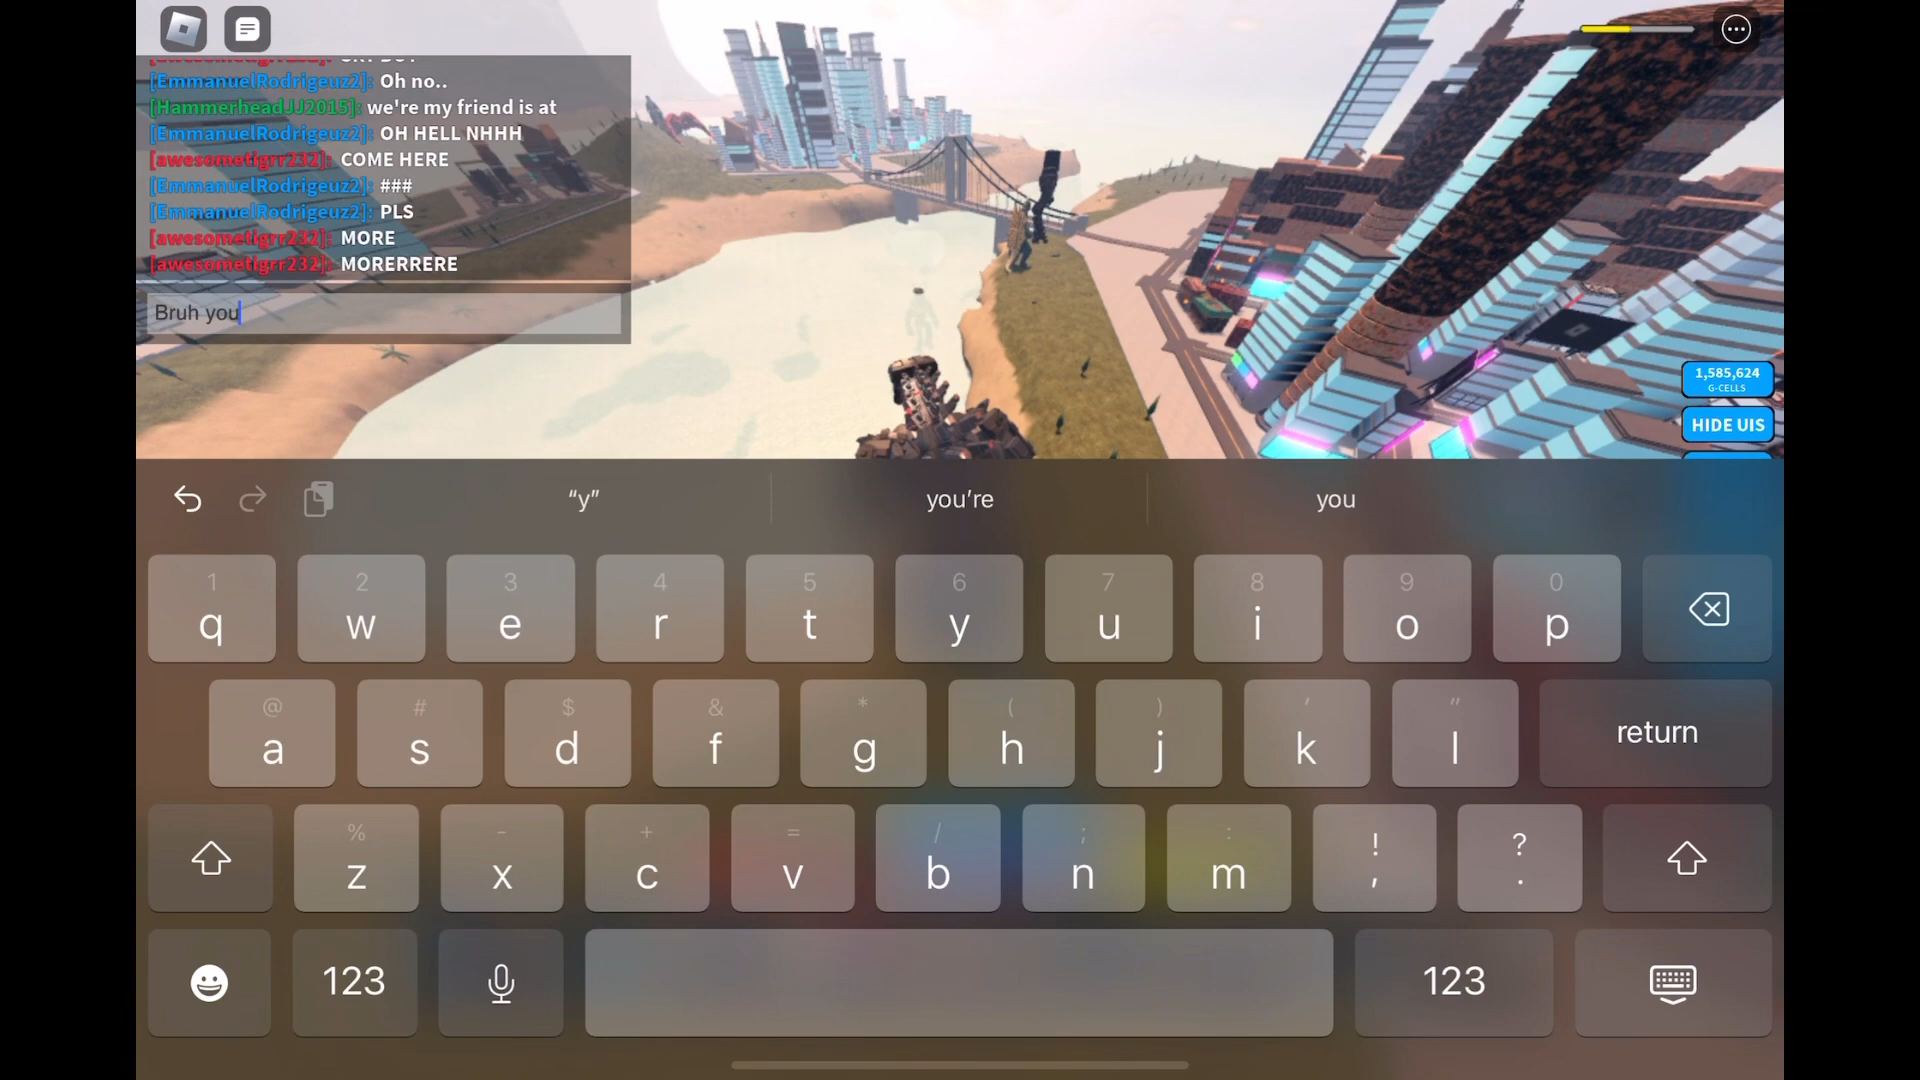 [EmmanuelRodrigeuz2]: Oh no..
[HammerheadJJ2015]: we're my friend is at
[EmmanuelRodrigeuz2]: OH HELL NHHH
[awesometigrr232]: COME HERE
[EmmanuelRodrigeuz2]: ###
[EmmanuelRodrigeuz2]: PLS
[awesometigrr232]: MORE
[awesometigrr232]: MORERRERE
Bruh you
1,585,624
G-CELLS
HIDE UIS
“y” you’re you
1 2 3 4 5 6 7 8 9 0
q w e r t y u i o p
@ # $ & * ( ) ' "
a s d f g h j k l return
% - + = / ; : ! ?
z x c v b n m , .
123 123